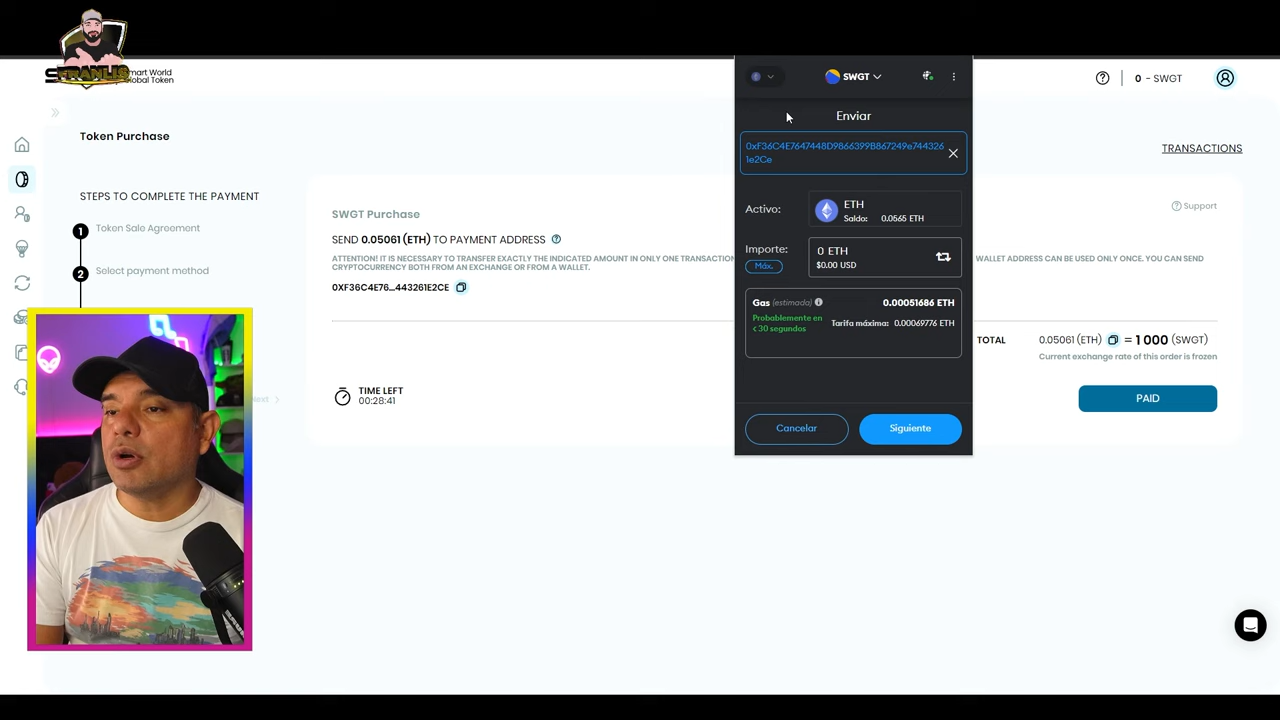 SFRANLIS
mart World
lobal Token
0 - SWGT
Token Purchase
TRANSACTIONS
STEPS TO COMPLETE THE PAYMENT
1 Token Sale Agreement
2 Select payment method
Next
SWGT Purchase
Support
SEND 0.05061 (ETH) TO PAYMENT ADDRESS
ATTENTION! IT IS NECESSARY TO TRANSFER EXACTLY THE INDICATED AMOUNT IN ONLY ONE TRANSACTION
WALLET ADDRESS CAN BE USED ONLY ONCE. YOU CAN SEND
CRYPTOCURRENCY BOTH FROM AN EXCHANGE OR FROM A WALLET.
0XF36C4E76...443261E2CE
TOTAL 0.05061 (ETH) = 1 000 (SWGT)
Current exchange rate of this order is frozen
TIME LEFT
00:28:41
PAID
SWGT
Enviar
0xF36C4E7647448D9866399B867249e744326
1e2Ce
Activo: ETH
Saldo: 0.0565 ETH
Importe: 0 ETH
Máx. $0.00 USD
Gas (estimada) 0.00051686 ETH
Probablemente en
< 30 segundos
Tarifa máxima: 0.00069776 ETH
Cancelar Siguiente